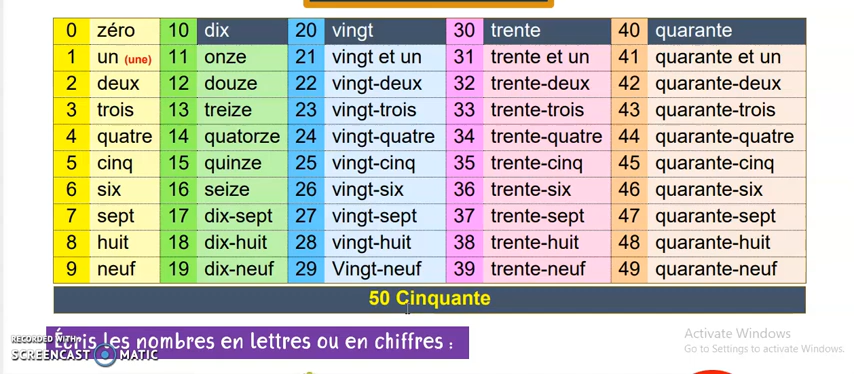 0 zéro 10 dix 20 vingt 30 trente 40 quarante
1 un (une) 11 onze 21 vingt et un 31 trente et un 41 quarante et un
2 deux 12 douze 22 vingt-deux 32 trente-deux 42 quarante-deux
3 trois 13 treize 23 vingt-trois 33 trente-trois 43 quarante-trois
4 quatre 14 quatorze 24 vingt-quatre 34 trente-quatre 44 quarante-quatre
5 cinq 15 quinze 25 vingt-cinq 35 trente-cinq 45 quarante-cinq
6 six 16 seize 26 vingt-six 36 trente-six 46 quarante-six
7 sept 17 dix-sept 27 vingt-sept 37 trente-sept 47 quarante-sept
8 huit 18 dix-huit 28 vingt-huit 38 trente-huit 48 quarante-huit
9 neuf 19 dix-neuf 29 Vingt-neuf 39 trente-neuf 49 quarante-neuf
50 Cinquante
Écris les nombres en lettres ou en chiffres :
RECORDED WITH
SCREENCAST MATIC
Activate Windows
Go to Settings to activate Windows.